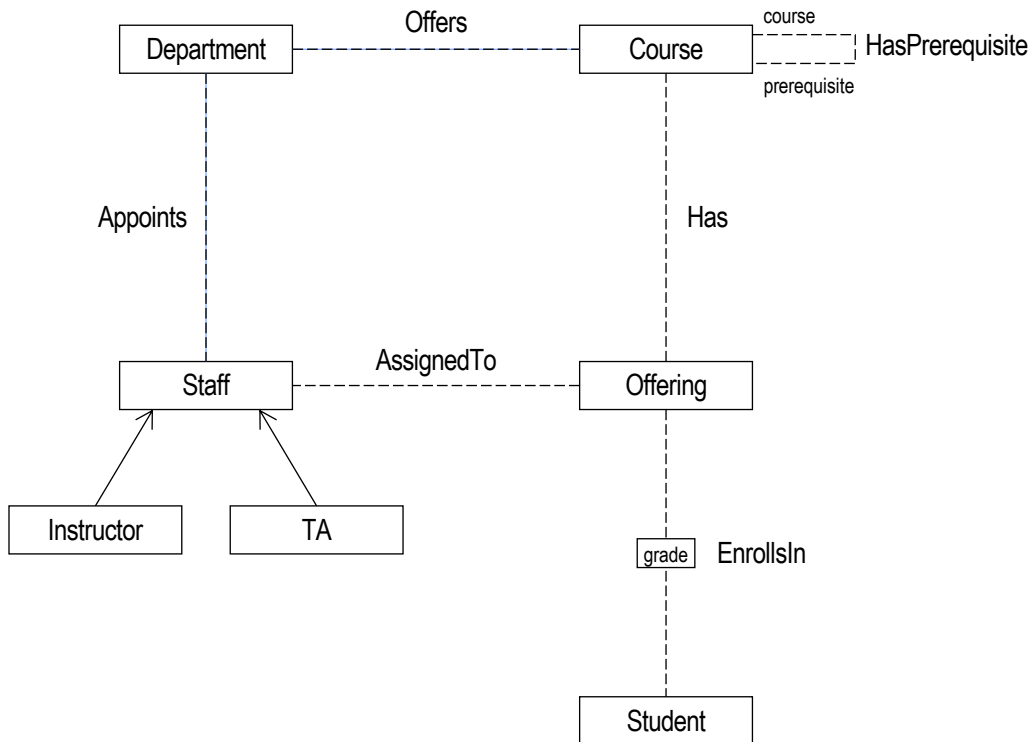 Offers
course
Department
Course
HasPrerequisite
prerequisite
Appoints
Has
AssignedTo
Staff
Offering
Instructor
TA
grade
EnrollsIn
Student